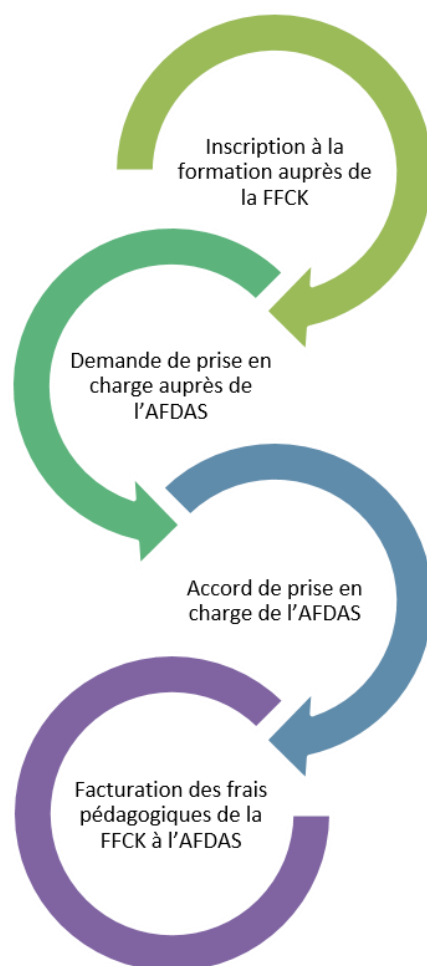 Inscription à la
formation auprès de
la FFCK
Demande de prise en
charge auprès de
l’AFDAS
Accord de prise en
charge de l’AFDAS
Facturation des frais
pédagogiques de la
FFCK à l’AFDAS